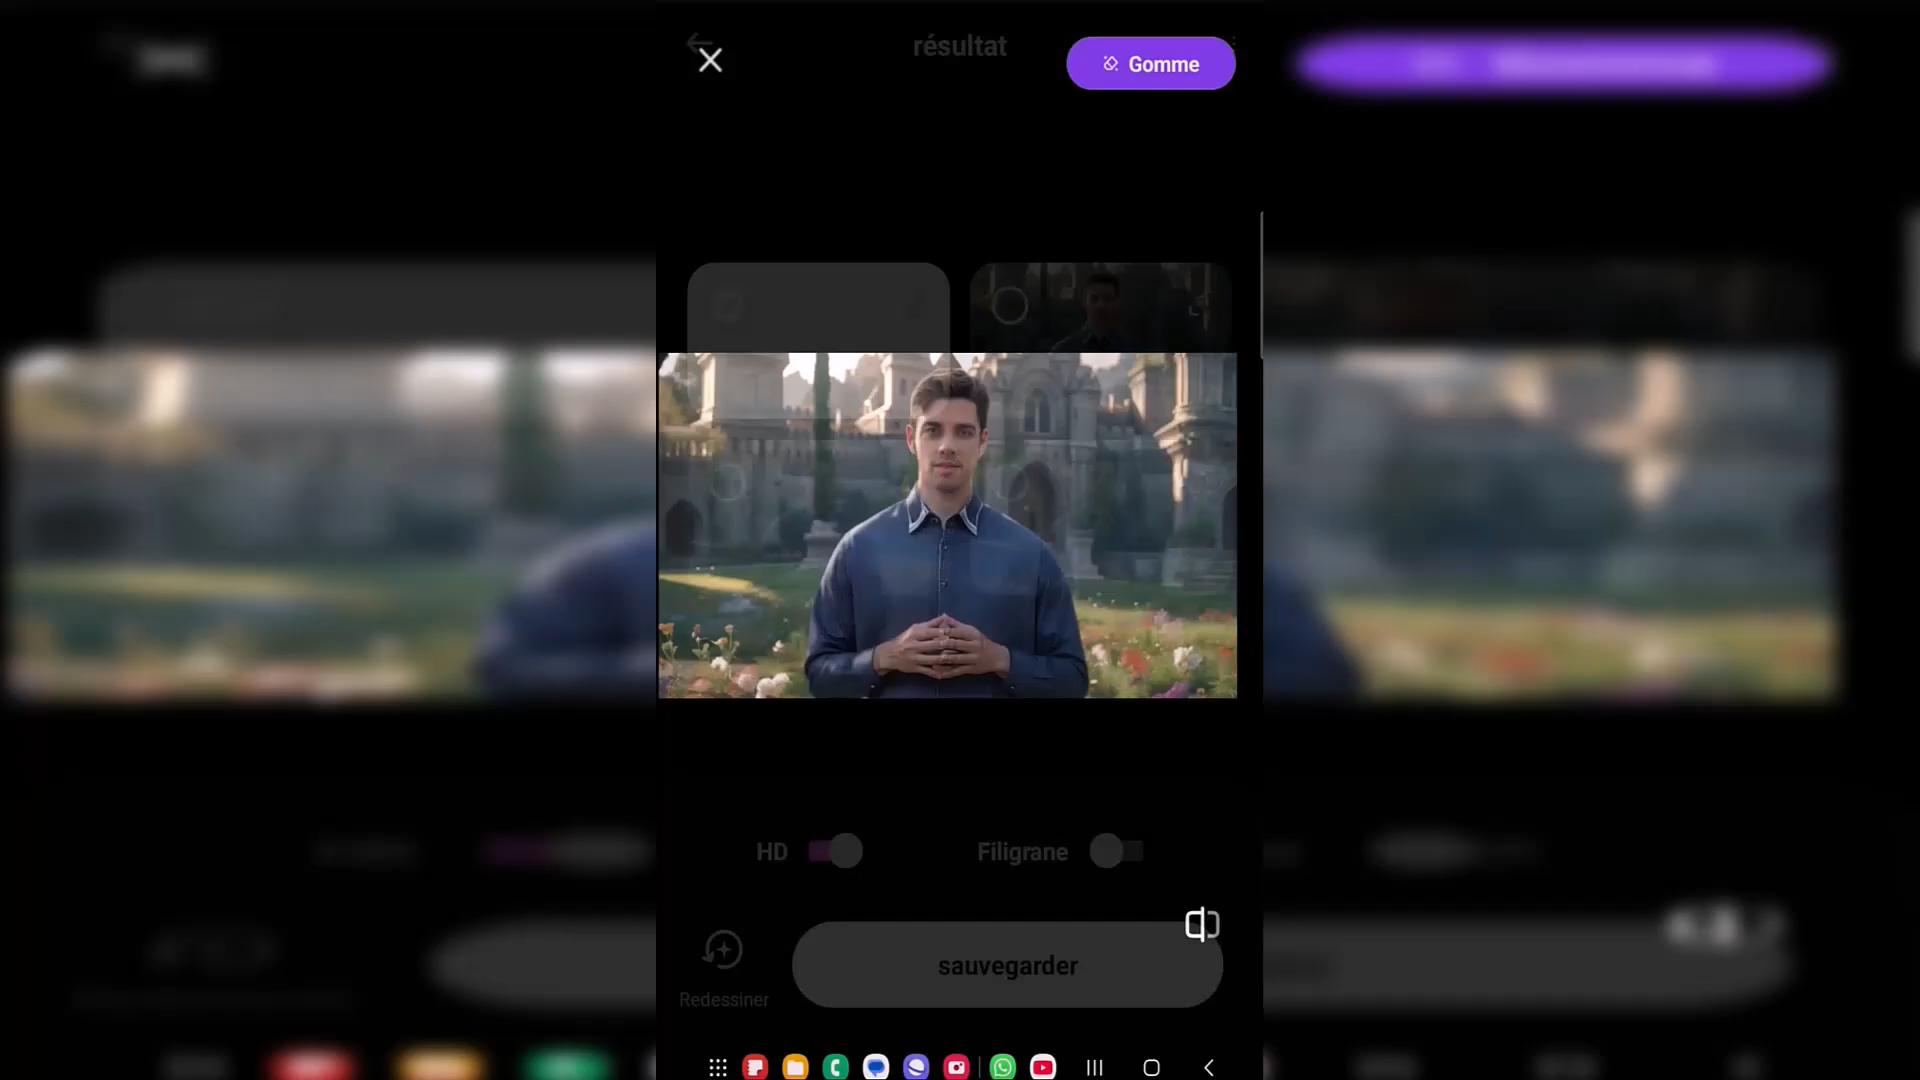 résultat
Gomme
HD
Filigrane
sauvegarder
Redessiner